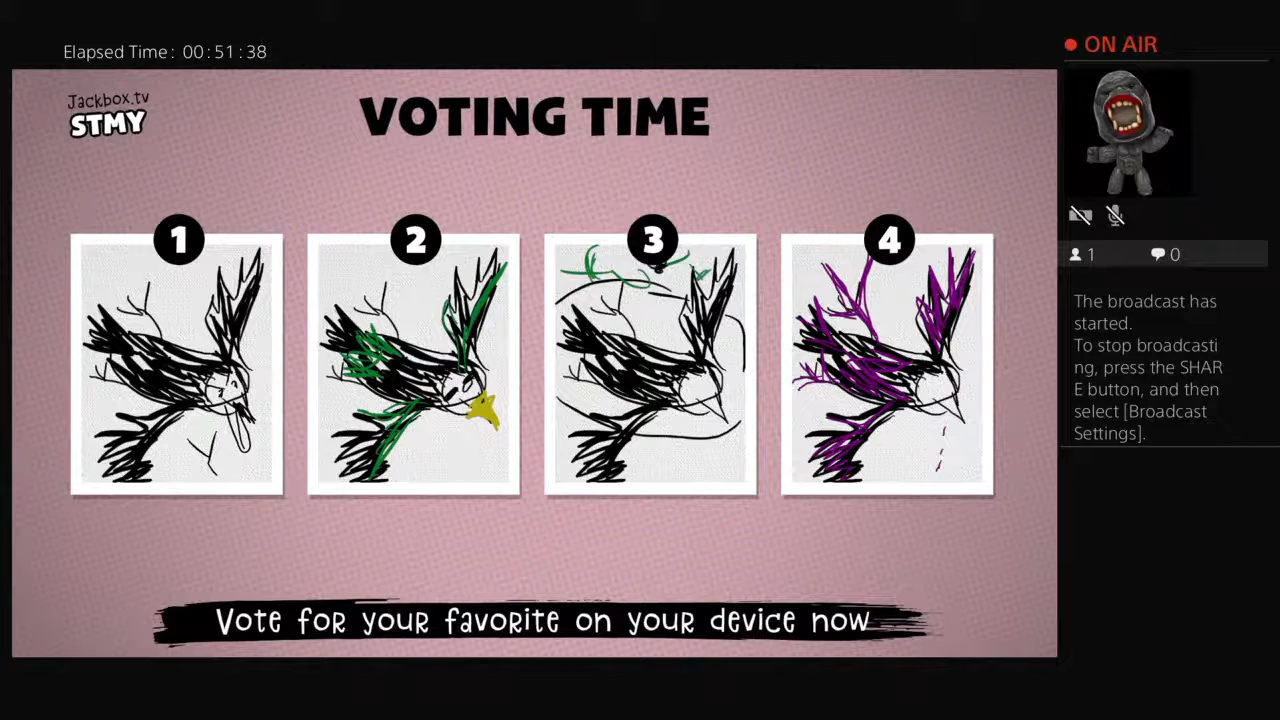 Elapsed Time: 00:51:38
ON AIR
Jackbox.tv
STMY
VOTING TIME
1
2
3
4
1
0
The broadcast has
started.
To stop broadcasti
ng, press the SHAR
E button, and then
select [Broadcast
Settings].
Vote for your favorite on your device now